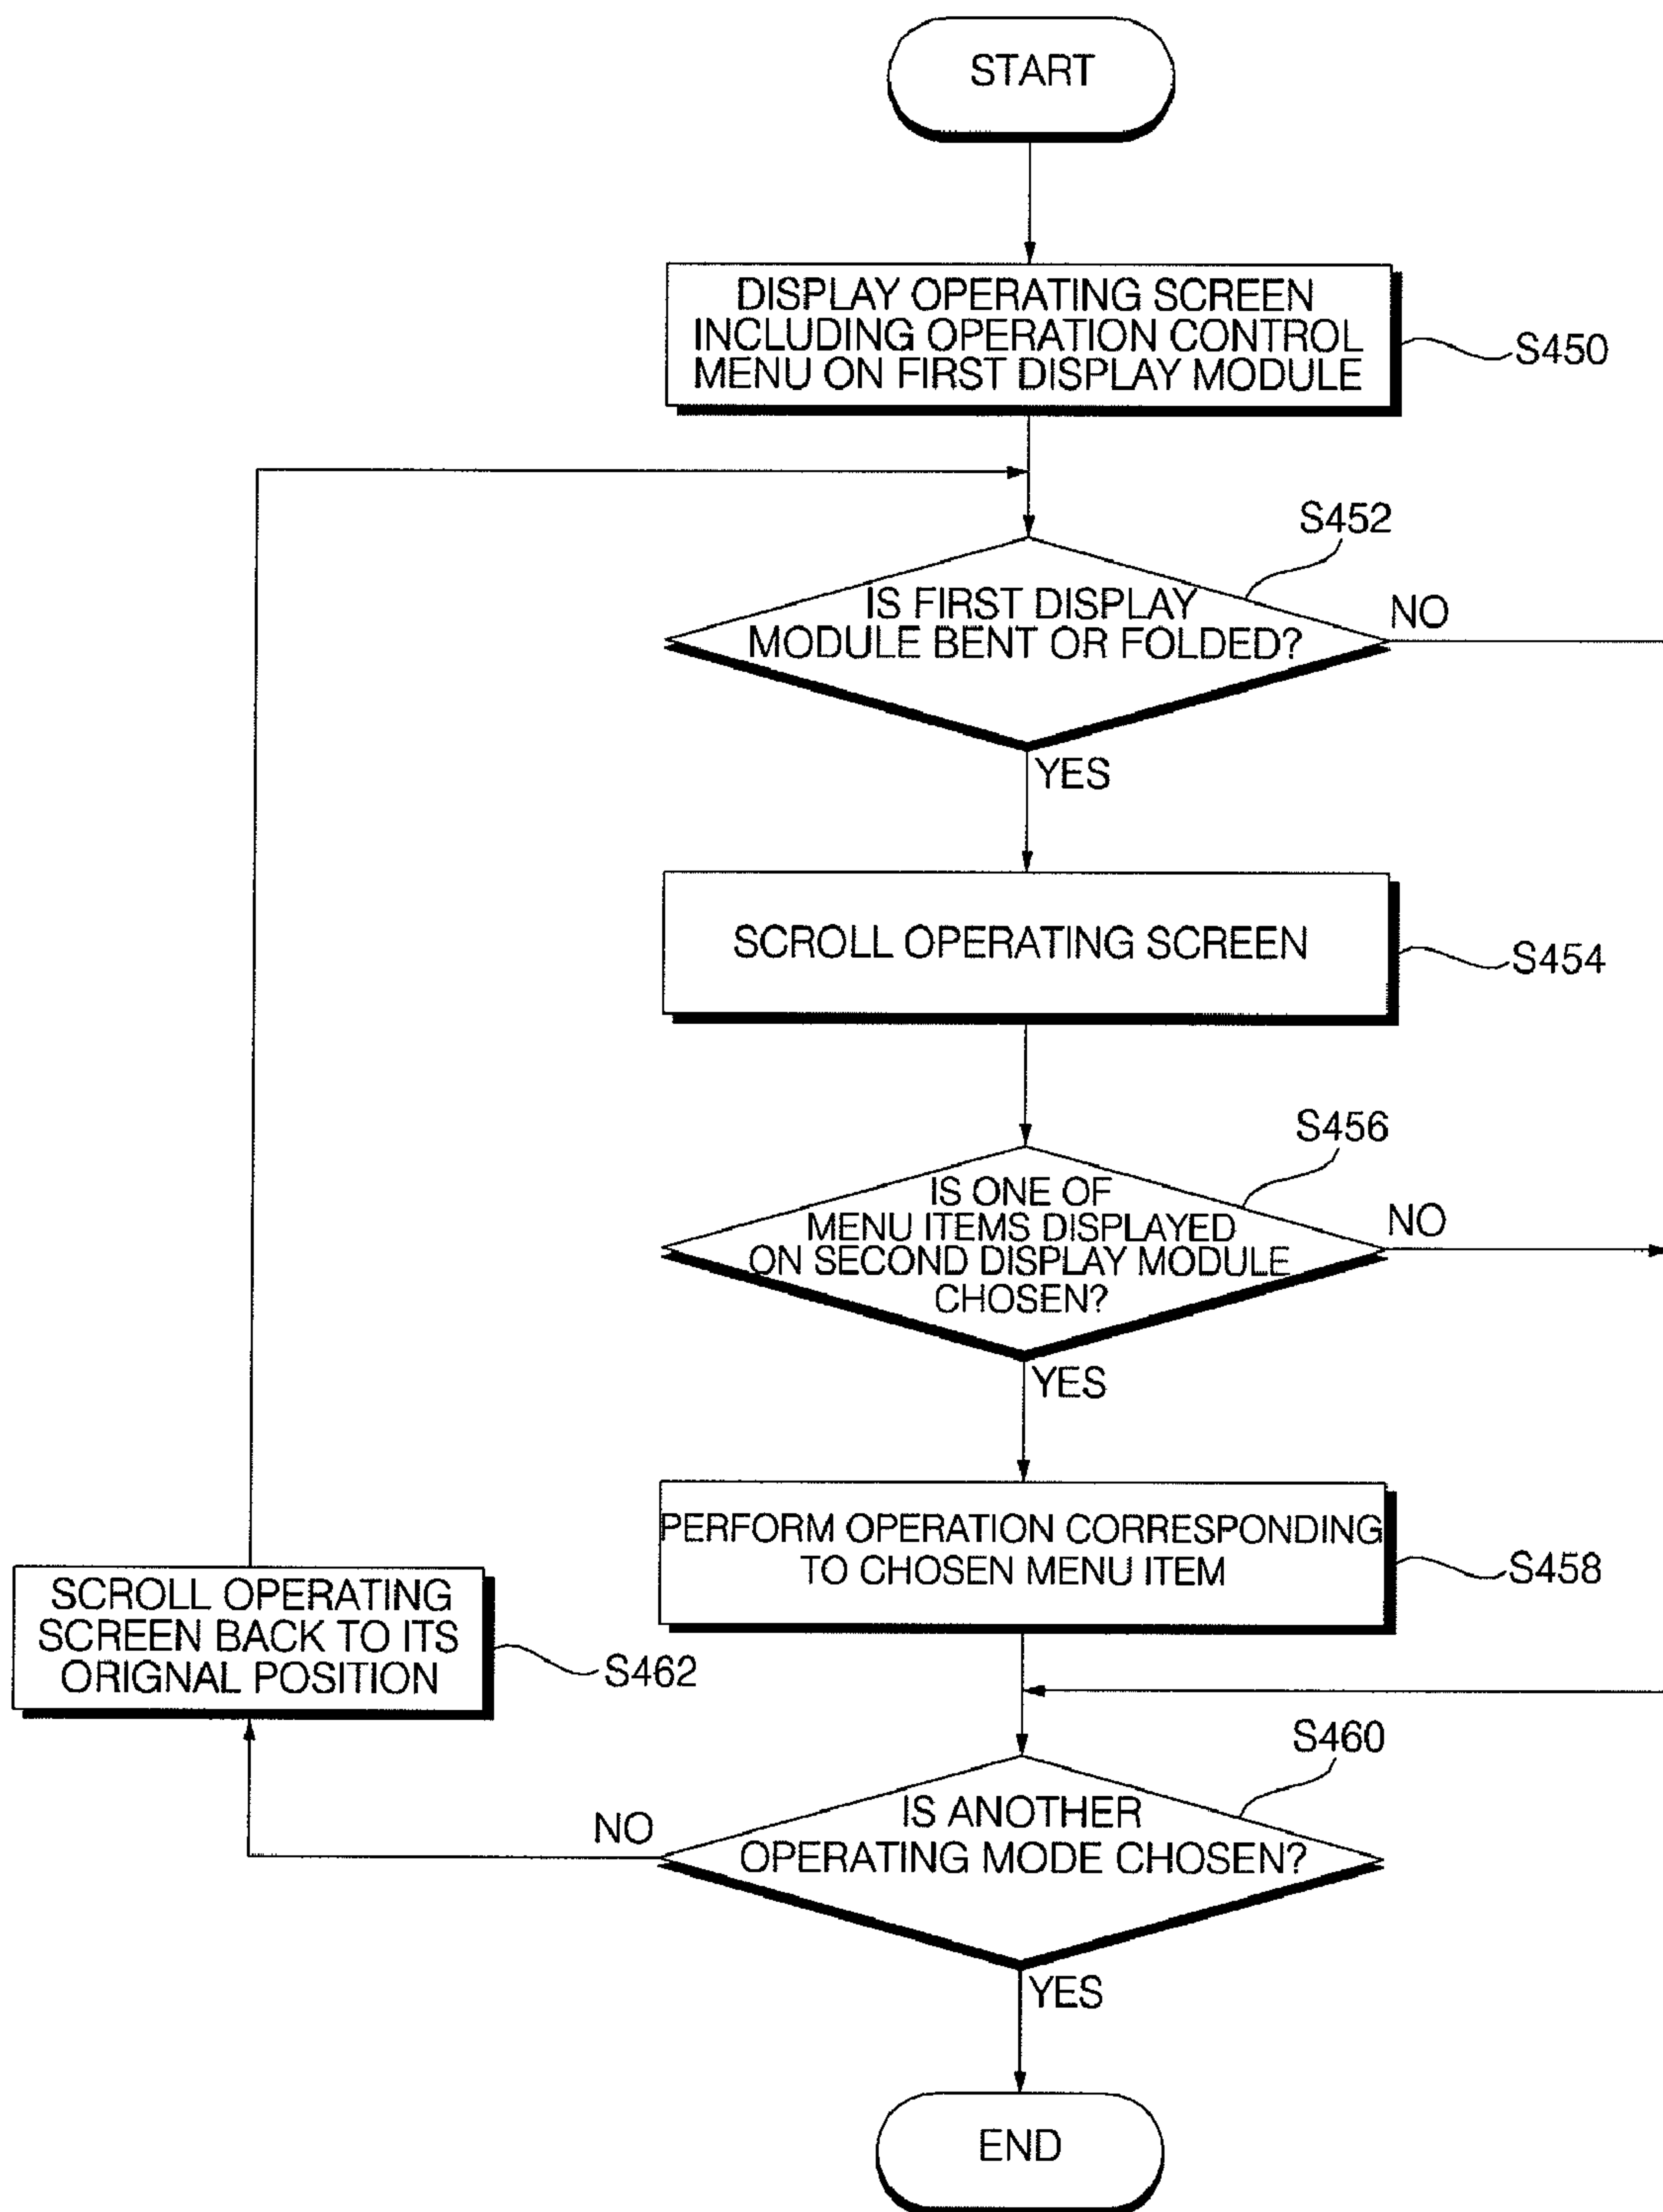 START
DISPLAY OPERATING SCREEN
INCLUDING OPERATION CONTROL
MENU ON FIRST DISPLAY MODULE
S450
S452
IS FIRST DISPLAY
MODULE BENT OR FOLDED?
NO
YES
SCROLL OPERATING SCREEN
S454
S456
IS ONE OF
MENU ITEMS DISPLAYED
ON SECOND DISPLAY MODULE
CHOSEN?
NO
YES
PERFORM OPERATION CORRESPONDING
TO CHOSEN MENU ITEM
S458
SCROLL OPERATING
SCREEN BACK TO ITS
ORIGNAL POSITION
S462
S460
IS ANOTHER
OPERATING MODE CHOSEN?
NO
YES
END